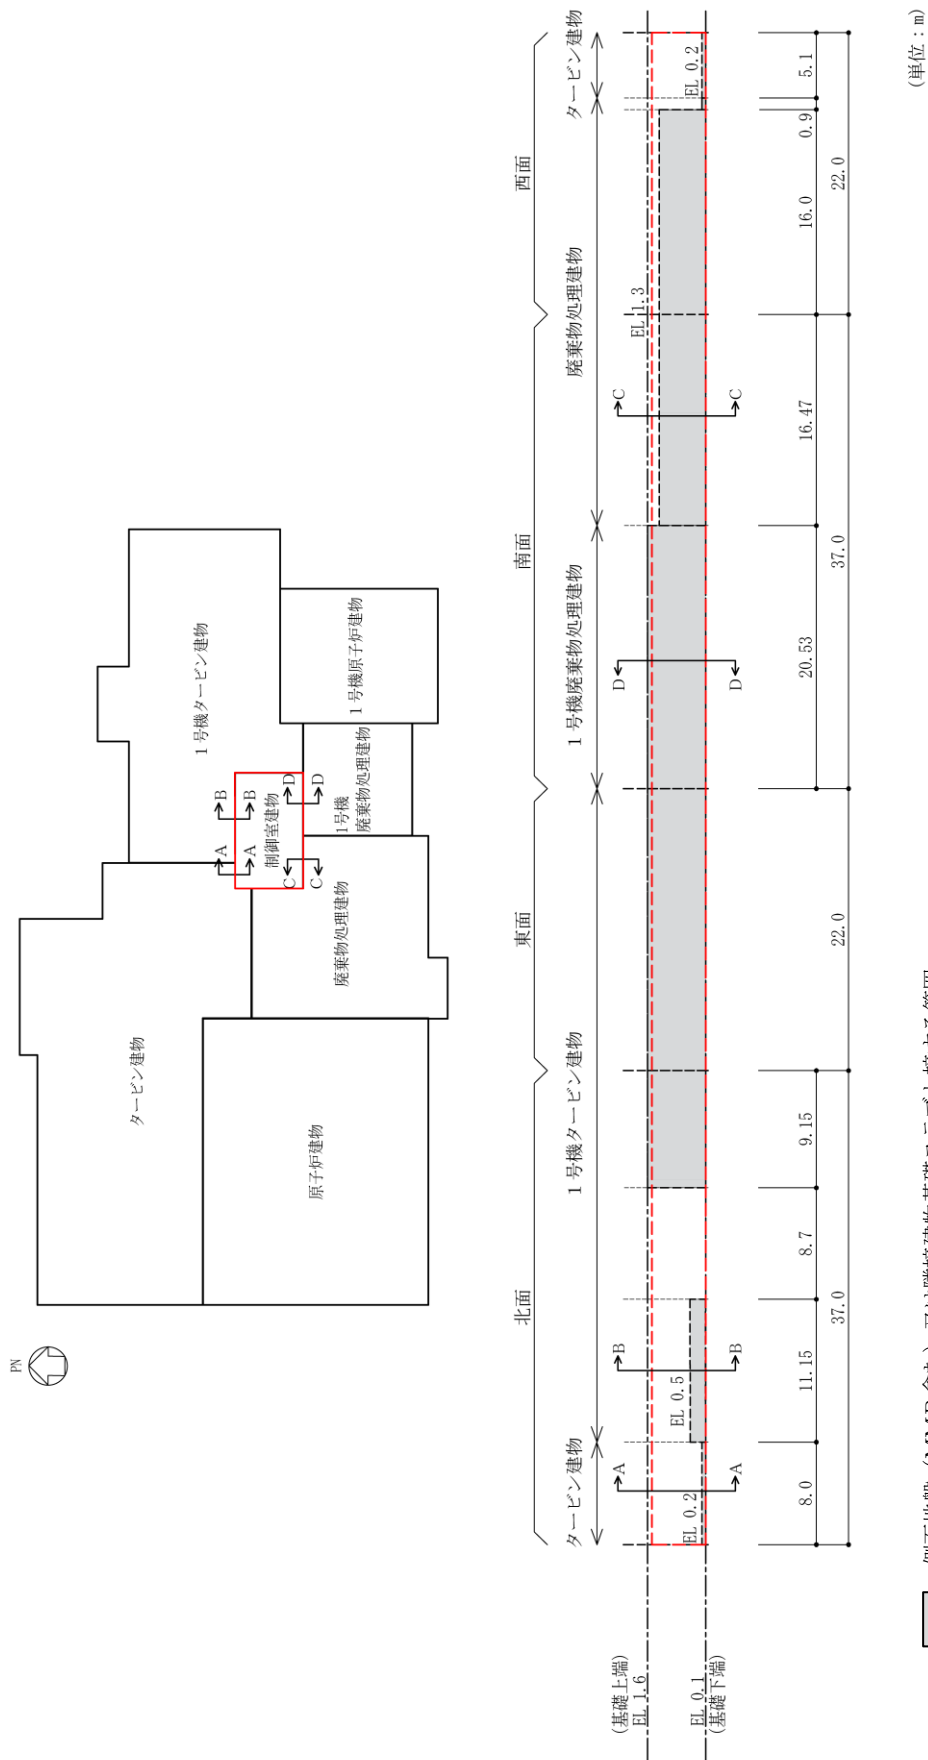 PN
タービン建物
原子炉建物
廃棄物処理建物
制御室建物
1号機タービン建物
1号機
廃棄物処理建物
1号機原子炉建物
A
A
B
B
C
C
D
D
北面
東面
南面
西面
タービン建物
1号機タービン建物
1号機廃棄物処理建物
廃棄物処理建物
タービン建物
(基礎上端)
EL 1.6
EL 0.1
(基礎下端)
EL 0.2
EL 0.5
EL 1.3
EL 0.2
A
A
B
B
D
D
C
C
8.0
11.15
8.7
9.15
20.53
16.47
16.0
0.9
5.1
37.0
22.0
37.0
22.0
(単位：m)